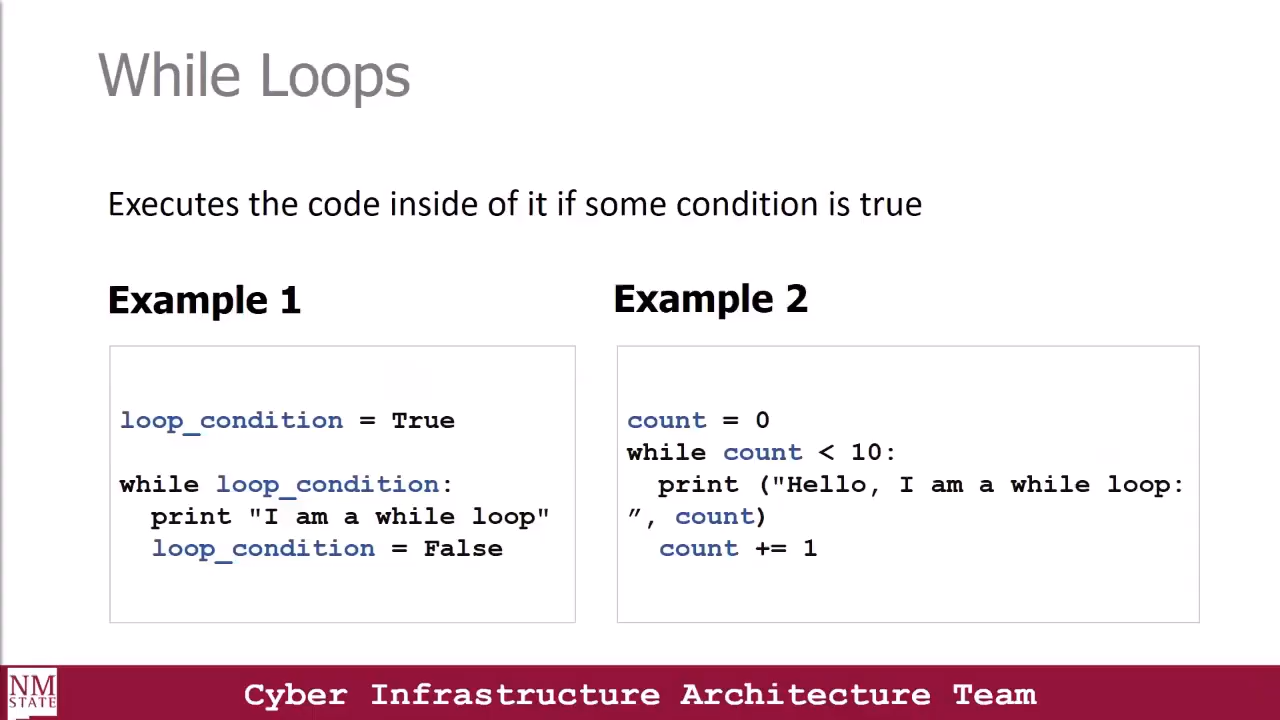 While Loops
Executes the code inside of it if some condition is true
Example 1
loop_condition = True
while loop_condition:
print "I am a while loop"
loop_condition = False
Example 2
count = 0
while count < 10:
print ("Hello, I am a while loop:
”, count)
count += 1
NM
STATE
Cyber Infrastructure Architecture Team